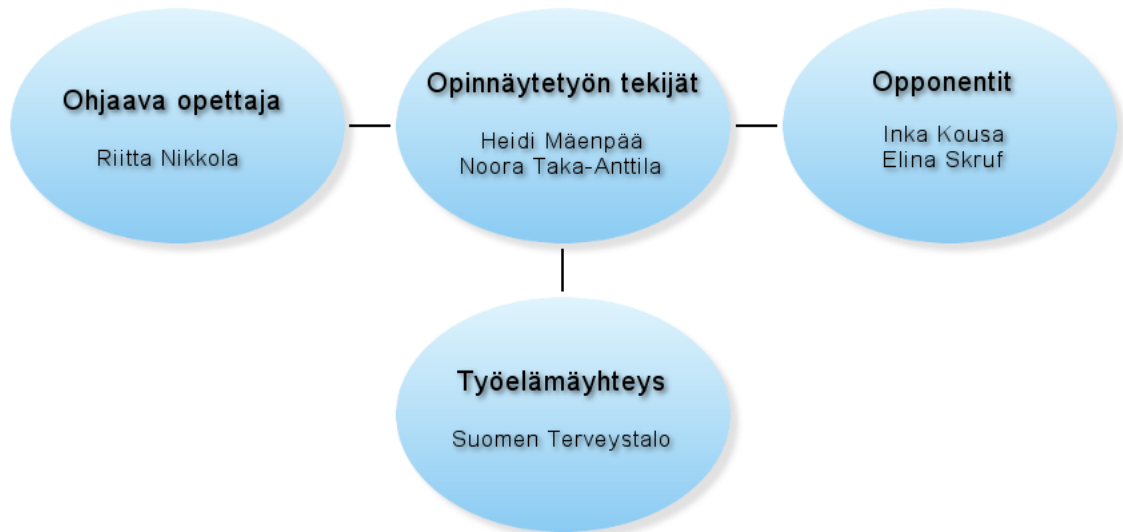 Ohjaava opettaja
Riitta Nikkola
Opinnäytetyön tekijät
Heidi Mäenpää
Noora Taka-Anttila
Opponentit
Inka Kousa
Elina Skruf
Työelämäyhteys
Suomen Terveystalo